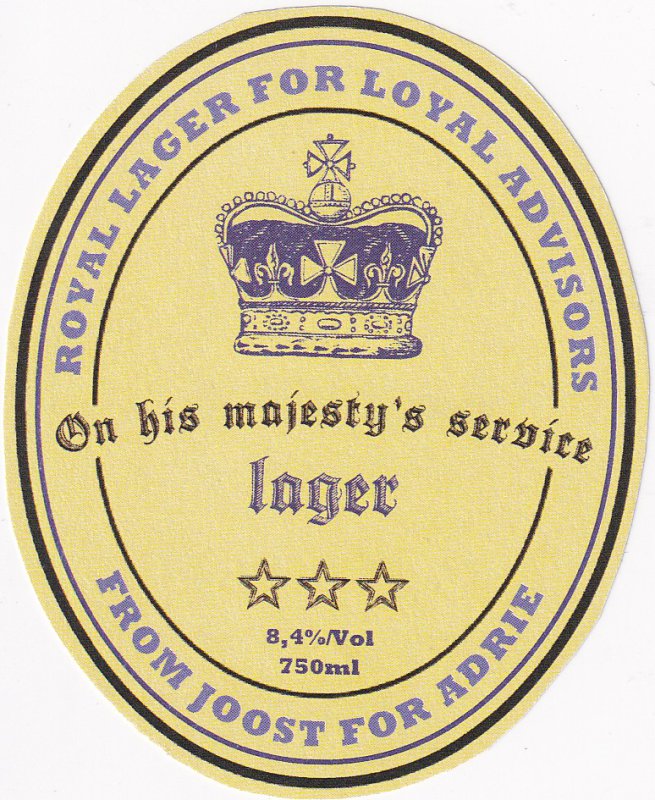 ROYAL LAGER FOR LOYAL ADVISORS
On his majesty's service
lager
8,4%/Vol
750ml
FROM JOOST FOR ADRIE